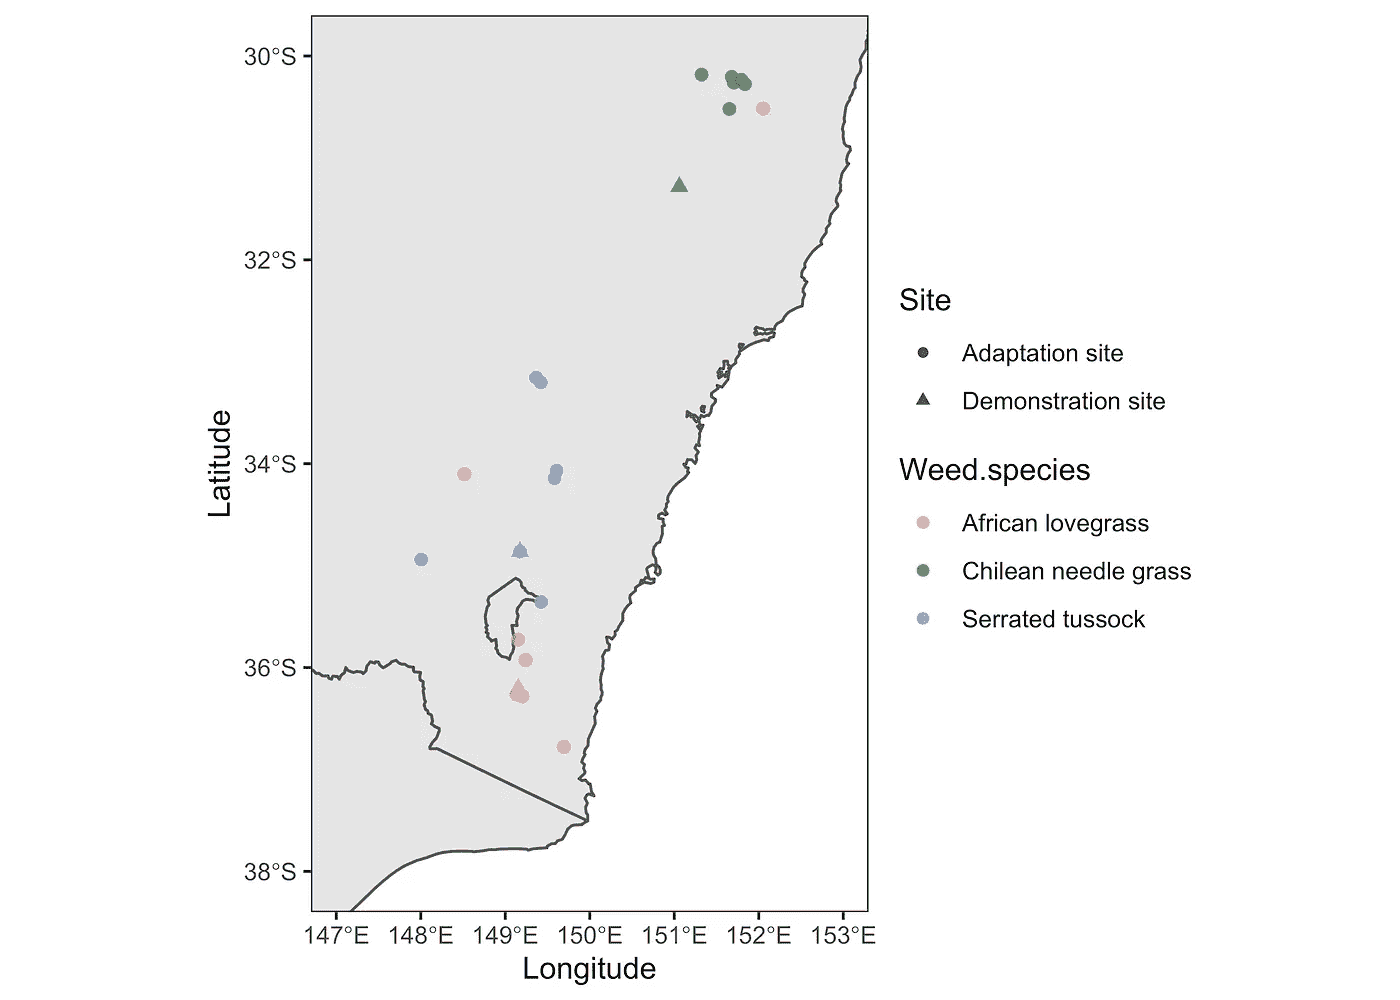 30°S
32°S
34°S
36°S
38°S
Latitude
147°E 148°E 149°E 150°E 151°E 152°E 153°E
Longitude
Site
Adaptation site
Demonstration site
Weed.species
African lovegrass
Chilean needle grass
Serrated tussock